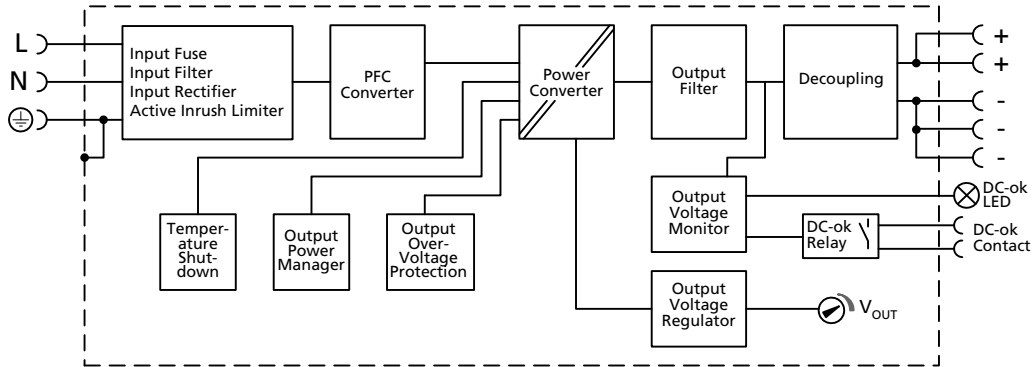 L
N
Input Fuse
Input Filter
Input Rectifier
Active Inrush Limiter
PFC
Converter
Power
Converter
Output
Filter
Decoupling
+
+
-
-
-
Temper-
ature
Shut-
down
Output
Power
Manager
Output
Over-
Voltage
Protection
Output
Voltage
Monitor
DC-ok
LED
DC-ok
Relay
DC-ok
Contact
Output
Voltage
Regulator
VOUT